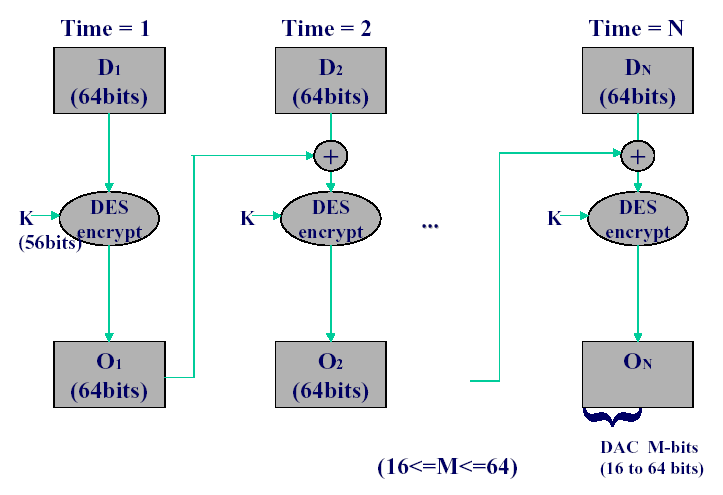 Time = 1
Time = 2
Time = N
D1
(64bits)
D2
(64bits)
DN
(64bits)
+
+
DES
encrypt
K
(56bits)
DES
encrypt
K
...
DES
encrypt
K
O1
(64bits)
O2
(64bits)
ON
DAC M-bits
(16 to 64 bits)
(16<=M<=64)